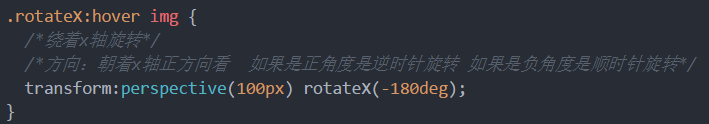 .rotateX:hover img {
/*绕着x轴旋转*/
/*方向：朝着x轴正方向看  如果是正角度是逆时针旋转 如果是负角度是顺时针旋转*/
transform:perspective(100px) rotateX(-180deg);
}